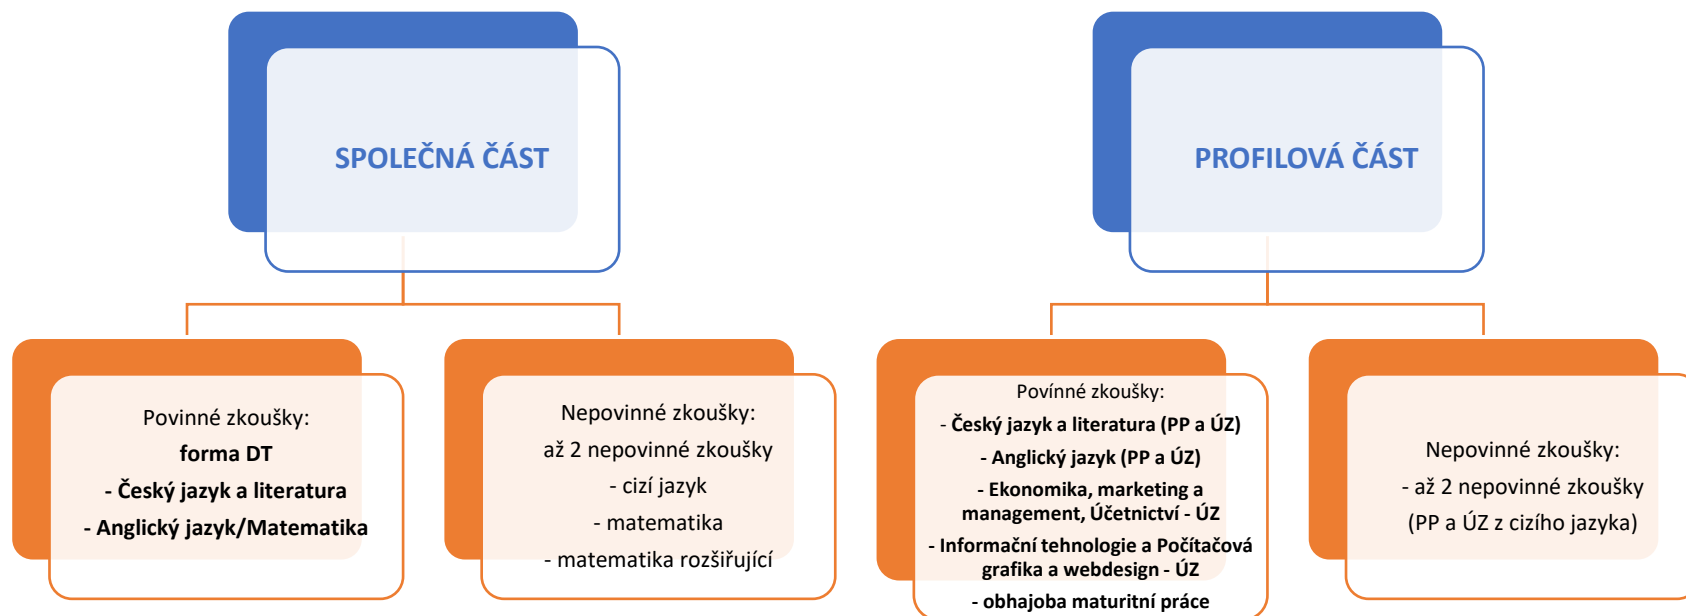 SPOLEČNÁ ČÁST
Povinné zkoušky:
forma DT
- Český jazyk a literatura
- Anglický jazyk/Matematika
Nepovinné zkoušky:
až 2 nepovinné zkoušky
- cizí jazyk
- matematika
- matematika rozšiřující
PROFILOVÁ ČÁST
Povínné zkoušky:
- Český jazyk a literatura (PP a ÚZ)
- Anglický jazyk (PP a ÚZ)
- Ekonomika, marketing a
management, Účetnictví - ÚZ
- Informační tehnologie a Počítačová
grafika a webdesign - ÚZ
- obhajoba maturitní práce
Nepovinné zkoušky:
- až 2 nepovinné zkoušky
(PP a ÚZ z cizího jazyka)